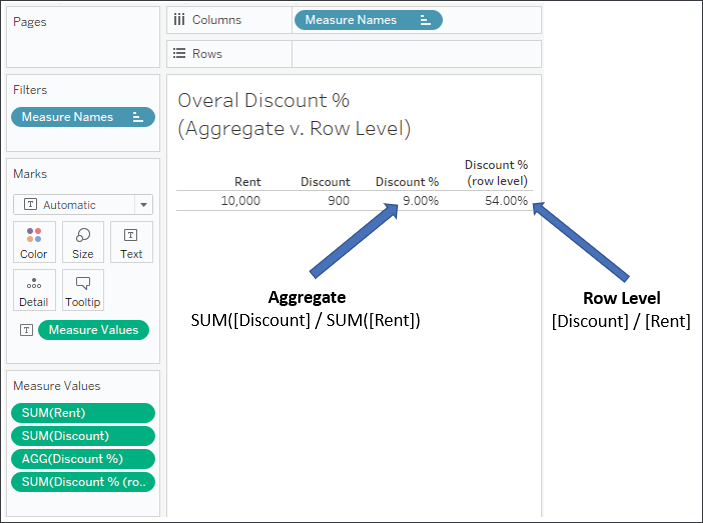 Pages
Columns
Measure Names
Rows
Filters
Measure Names
Marks
Automatic
Color
Size
Text
Detail
Tooltip
Measure Values
Measure Values
SUM(Rent)
SUM(Discount)
AGG(Discount %)
SUM(Discount % (ro..
Overal Discount %
(Aggregate v. Row Level)
Rent Discount Discount % Discount % (row level)
10,000 900 9.00% 54.00%
Aggregate
SUM([Discount] / SUM([Rent])
Row Level
[Discount] / [Rent]